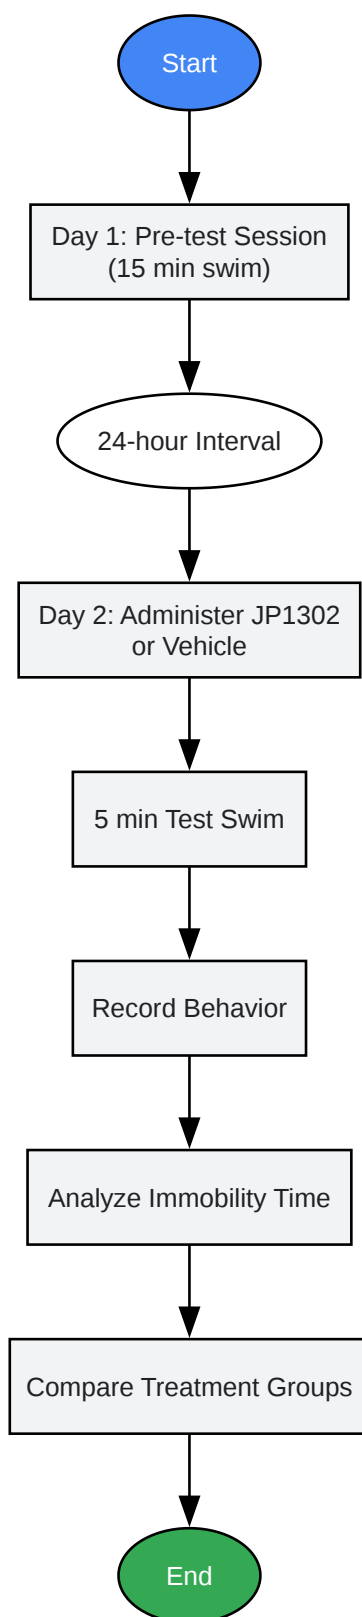 Start
Day 1: Pre-test Session
(15 min swim)
24-hour Interval
Day 2: Administer JP1302
or Vehicle
5 min Test Swim
Record Behavior
Analyze Immobility Time
Compare Treatment Groups
End